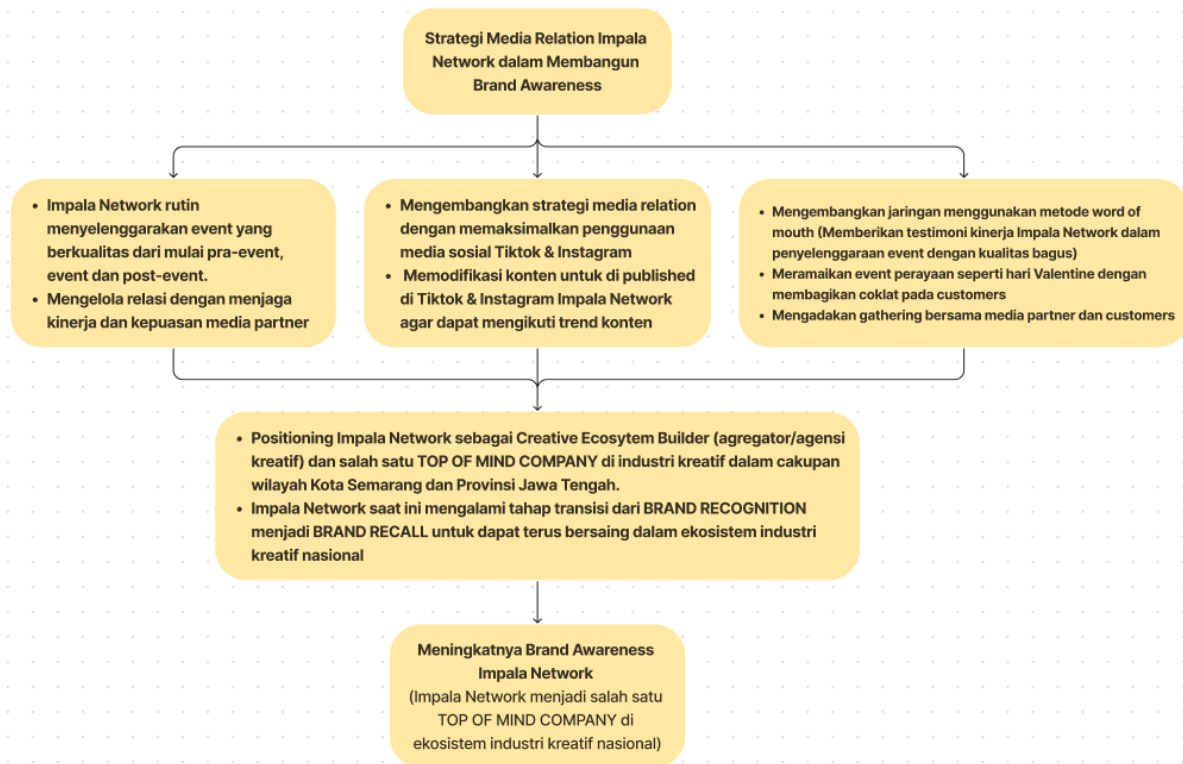 Strategi Media Relation Impala
Network dalam Membangun
Brand Awareness
• Impala Network rutin
menyelenggarakan event yang
berkualitas dari mulai pra-event,
event dan post-event.
• Mengelola relasi dengan menjaga
kinerja dan kepuasan media partner
• Mengembangkan strategi media relation
dengan memaksimalkan penggunaan
media sosial Tiktok & Instagram
• Memodifikasi konten untuk di published
di Tiktok & Instagram Impala Network
agar dapat mengikuti trend konten
• Mengembangkan jaringan menggunakan metode word of
mouth (Memberikan testimoni kinerja Impala Network dalam
penyelenggaraan event dengan kualitas bagus)
• Meramaikan event perayaan seperti hari Valentine dengan
membagikan coklat pada customers
• Mengadakan gathering bersama media partner dan customers
• Positioning Impala Network sebagai Creative Ecosytem Builder (agregator/agensi
kreatif) dan salah satu TOP OF MIND COMPANY di industri kreatif dalam cakupan
wilayah Kota Semarang dan Provinsi Jawa Tengah.
• Impala Network saat ini mengalami tahap transisi dari BRAND RECOGNITION
menjadi BRAND RECALL untuk dapat terus bersaing dalam ekosistem industri
kreatif nasional
Meningkatnya Brand Awareness
Impala Network
(Impala Network menjadi salah satu
TOP OF MIND COMPANY di
ekosistem industri kreatif nasional)